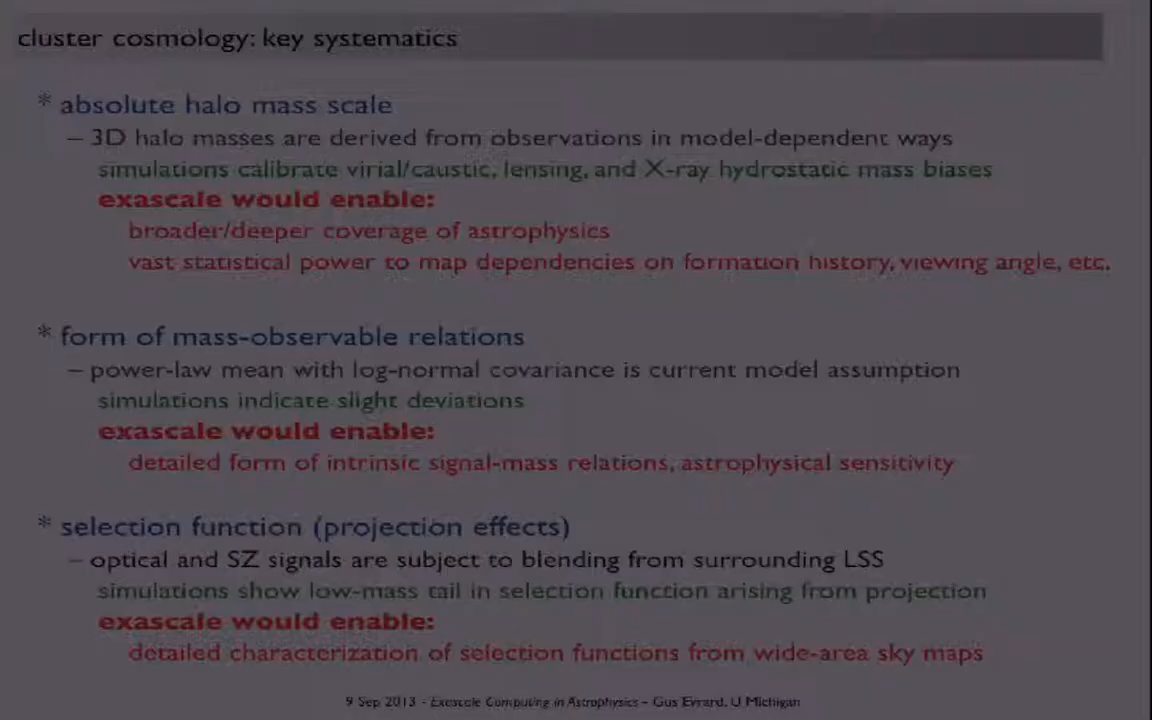 cluster cosmology: key systematics
* absolute halo mass scale
– 3D halo masses are derived from observations in model-dependent ways
simulations calibrate virial/caustic, lensing, and X-ray hydrostatic mass biases
exascale would enable:
broader/deeper coverage of astrophysics
vast statistical power to map dependencies on formation history, viewing angle, etc.
* form of mass-observable relations
– power-law mean with log-normal covariance is current model assumption
simulations indicate slight deviations
exascale would enable:
detailed form of intrinsic signal-mass relations, astrophysical sensitivity
* selection function (projection effects)
– optical and SZ signals are subject to blending from surrounding LSS
simulations show low-mass tail in selection function arising from projection
exascale would enable:
detailed characterization of selection functions from wide-area sky maps
9 Sep 2013 - Exascale Computing in Astrophysics - Gus Evrard, U Michigan